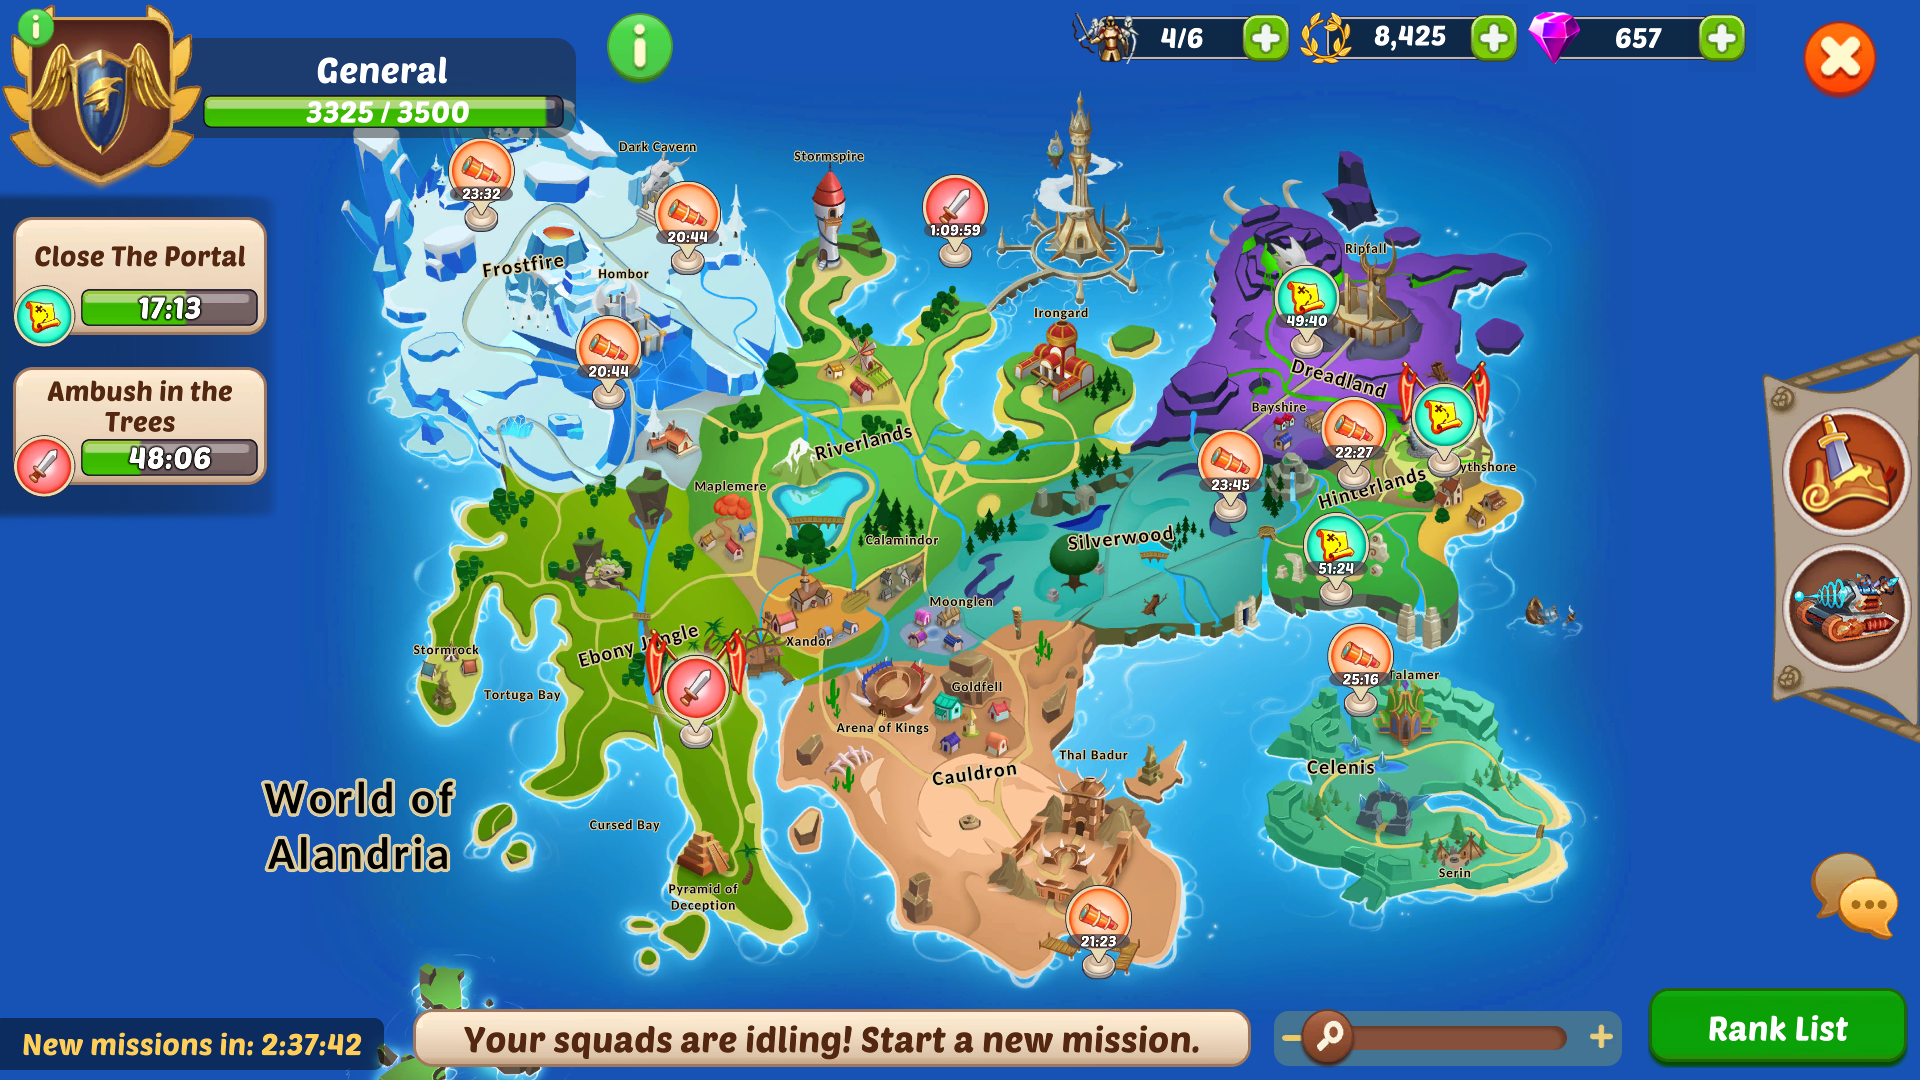 General
3325 / 3500
4/6
8,425
657
Close The Portal
17:13
Ambush in the
Trees
48:06
Dark Cavern
Stormspire
23:32
20:44
1:09:59
Frostfire
Hombor
20:44
Irongard
Ripfall
49:40
Dreadland
Bayshire
22:27
23:45
Hinterlands
ythshore
Riverlands
Maplemere
Calamindor
Silverwood
51:24
Moonglen
Xandor
Ebony Jungle
Stormrock
Tortuga Bay
Goldfell
Arena of Kings
25:16
Talamer
Thal Badur
Cauldron
Celenis
World of
Alandria
Cursed Bay
Serin
Pyramid of
Deception
21:23
New missions in: 2:37:42
Your squads are idling! Start a new mission.
Rank List